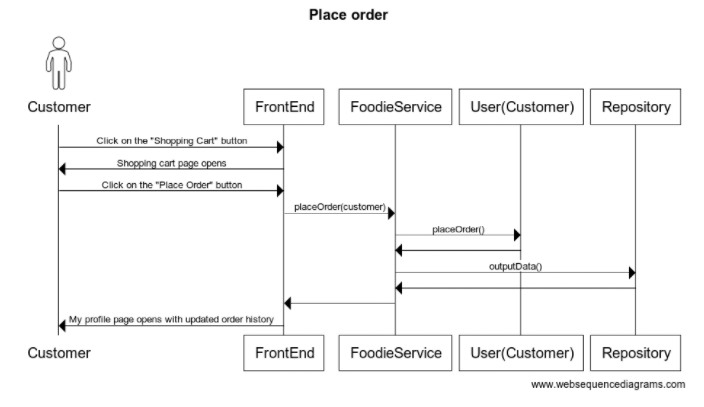 Place order
Customer
FrontEnd
FoodieService
User(Customer)
Repository
Click on the "Shopping Cart" button
Shopping cart page opens
Click on the "Place Order" button
placeOrder(customer)
placeOrder()
outputData()
My profile page opens with updated order history
Customer
FrontEnd
FoodieService
User(Customer)
Repository
www.websequencediagrams.com